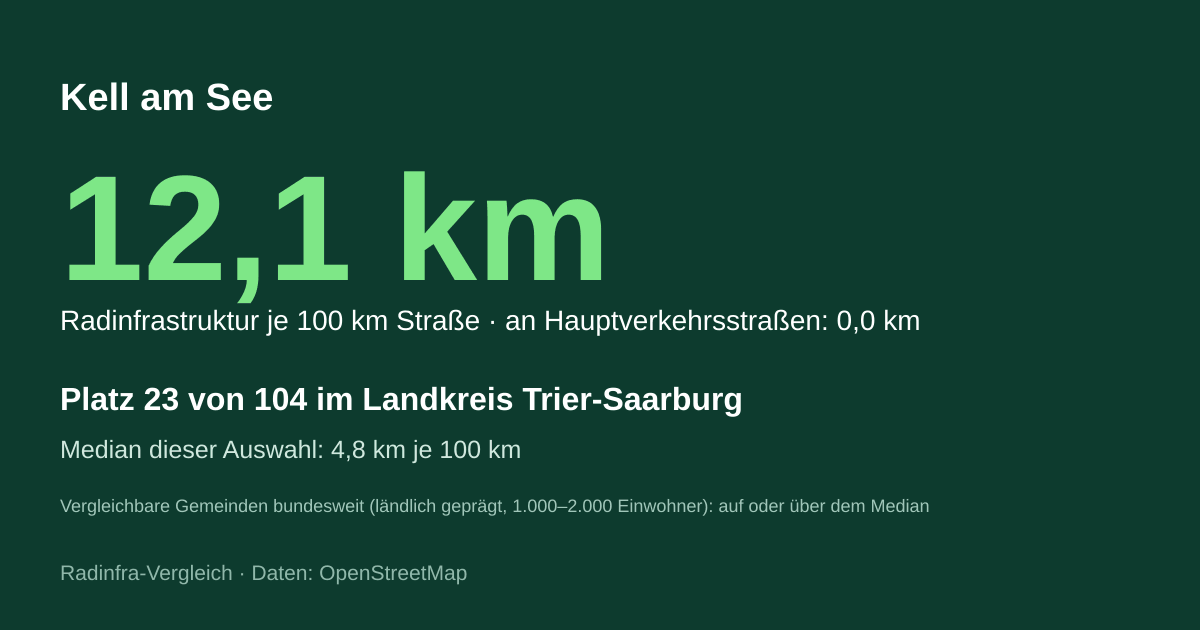 Kell am See
12,1 km
Radinfrastruktur je 100 km Straße · an Hauptverkehrsstraßen: 0,0 km
Platz 23 von 104 im Landkreis Trier-Saarburg
Median dieser Auswahl: 4,8 km je 100 km
Vergleichbare Gemeinden bundesweit (ländlich geprägt, 1.000–2.000 Einwohner): auf oder über dem Median
Radinfra-Vergleich · Daten: OpenStreetMap